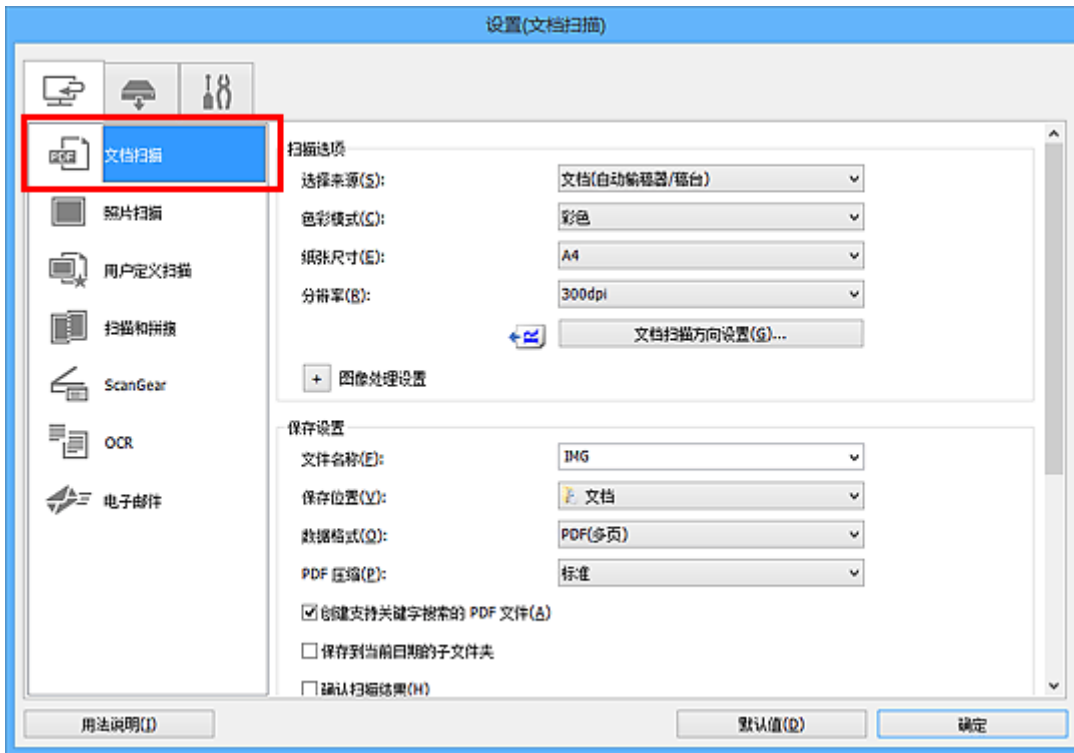 设置(文档扫描)
PDF
文档扫描
照片扫描
用户定义扫描
扫描和拼接
ScanGear
OCR
电子邮件
扫描选项
选择来源(S): 文档(自动输稿器/稿台)
色彩模式(C): 彩色
纸张尺寸(E): A4
分辨率(R): 300dpi
文档扫描方向设置(G)...
+ 图像处理设置
保存设置
文件名称(F): IMG
保存位置(V): 文档
数据格式(O): PDF(多页)
PDF 压缩(P): 标准
创建支持关键字搜索的 PDF 文件(A)
保存到当前日期的子文件夹
确认扫描结果(H)
用法说明(I) 默认值(D) 确定